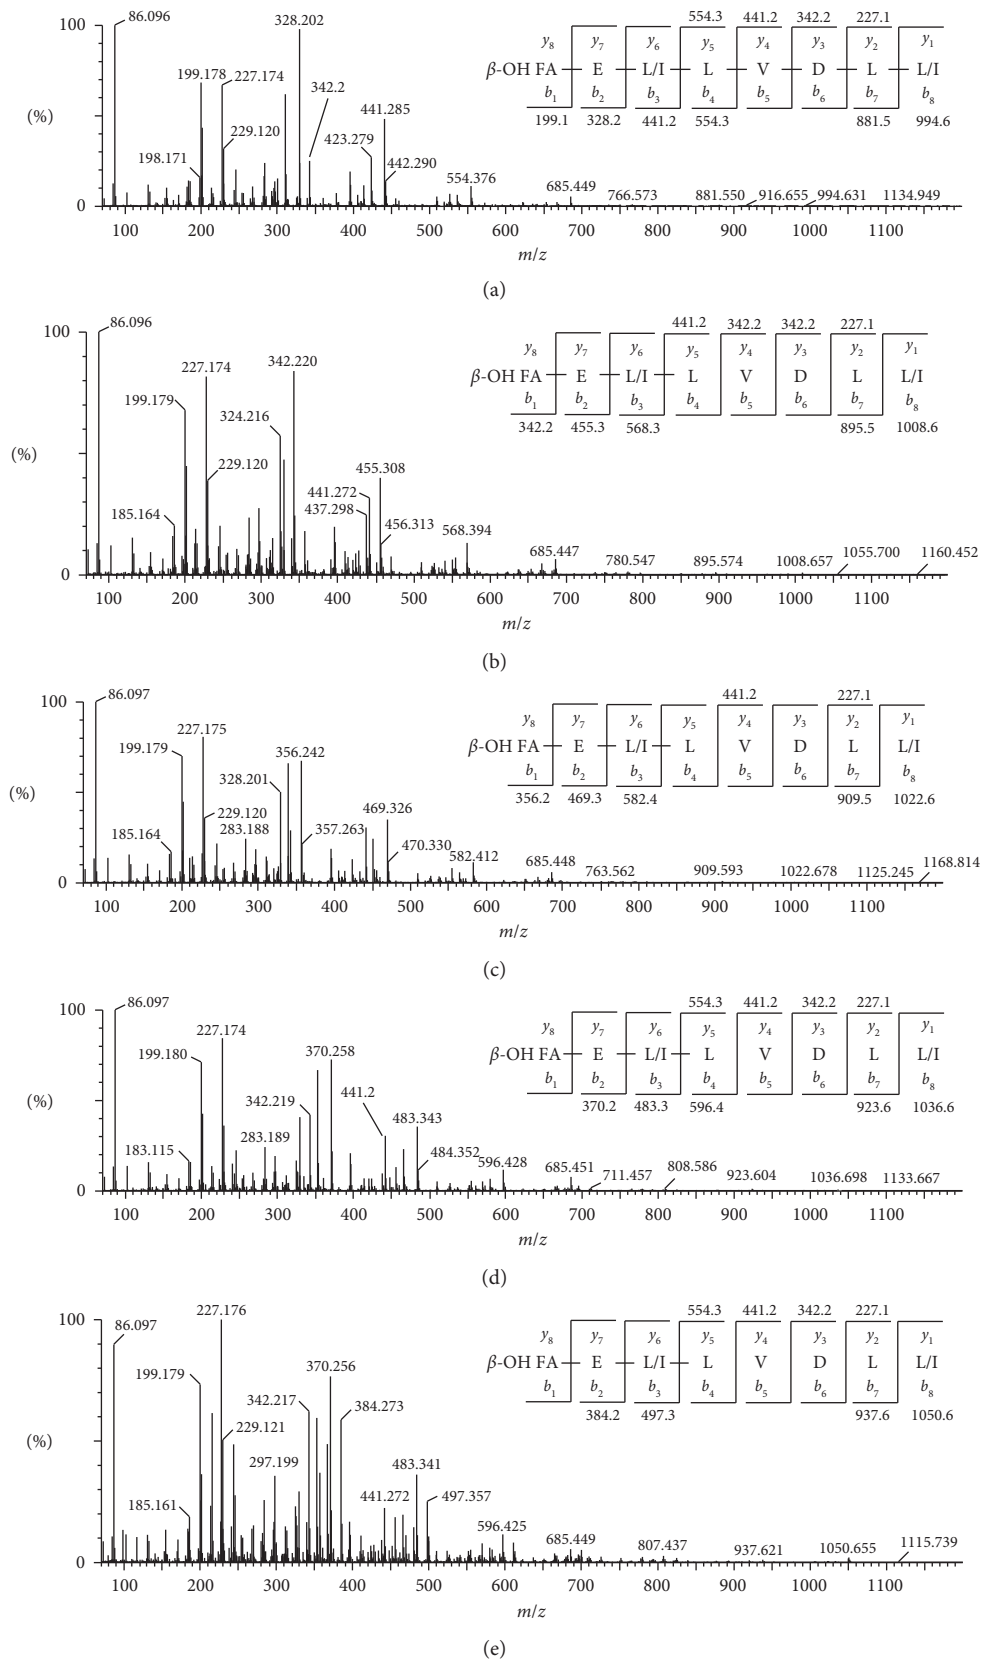 100
0
(%)
86.096
199.178
227.174
229.120
198.171
328.202
342.2
423.279
441.285
442.290
554.376
685.449
766.573
881.550
916.655
994.631
1134.949
554.3 441.2 342.2 227.1
y8 y7 y6 y5 y4 y3 y2 y1
β-OH FA E L/I L V D L L/I
b1 b2 b3 b4 b5 b6 b7 b8
199.1 328.2 441.2 554.3 881.5 994.6
100 200 300 400 500 600 700 800 900 1000 1100
m/z
(a)
100
0
(%)
86.096
199.179
227.174
229.120
185.164
324.216
342.220
441.272
437.298
455.308
456.313
568.394
685.447
780.547
895.574
1008.657
1055.700
1160.452
441.2 342.2 342.2 227.1
y8 y7 y6 y5 y4 y3 y2 y1
β-OH FA E L/I L V D L L/I
b1 b2 b3 b4 b5 b6 b7 b8
342.2 455.3 568.3 895.5 1008.6
100 200 300 400 500 600 700 800 900 1000 1100
m/z
(b)
100
0
(%)
86.097
227.175
199.179
185.164
229.120
283.188
328.201
356.242
357.263
469.326
470.330
582.412
685.448
763.562
909.593
1022.678
1125.245
1168.814
441.2 227.1
y8 y7 y6 y5 y4 y3 y2 y1
β-OH FA E L/I L V D L L/I
b1 b2 b3 b4 b5 b6 b7 b8
356.2 469.3 582.4 909.5 1022.6
100 200 300 400 500 600 700 800 900 1000 1100
m/z
(c)
100
0
(%)
86.097
227.174
199.180
183.115
283.189
342.219
370.258
441.2
483.343
484.352
596.428
685.451
711.457
808.586
923.604
1036.698
1133.667
554.3 441.2 342.2 227.1
y8 y7 y6 y5 y4 y3 y2 y1
β-OH FA E L/I L V D L L/I
b1 b2 b3 b4 b5 b6 b7 b8
370.2 483.3 596.4 923.6 1036.6
100 200 300 400 500 600 700 800 900 1000 1100
m/z
(d)
100
0
(%)
86.097
227.176
199.179
185.161
229.121
297.199
342.217
370.256
384.273
441.272
483.341
497.357
596.425
685.449
807.437
937.621
1050.655
1115.739
554.3 441.2 342.2 227.1
y8 y7 y6 y5 y4 y3 y2 y1
β-OH FA E L/I L V D L L/I
b1 b2 b3 b4 b5 b6 b7 b8
384.2 497.3 937.6 1050.6
100 200 300 400 500 600 700 800 900 1000 1100
m/z
(e)